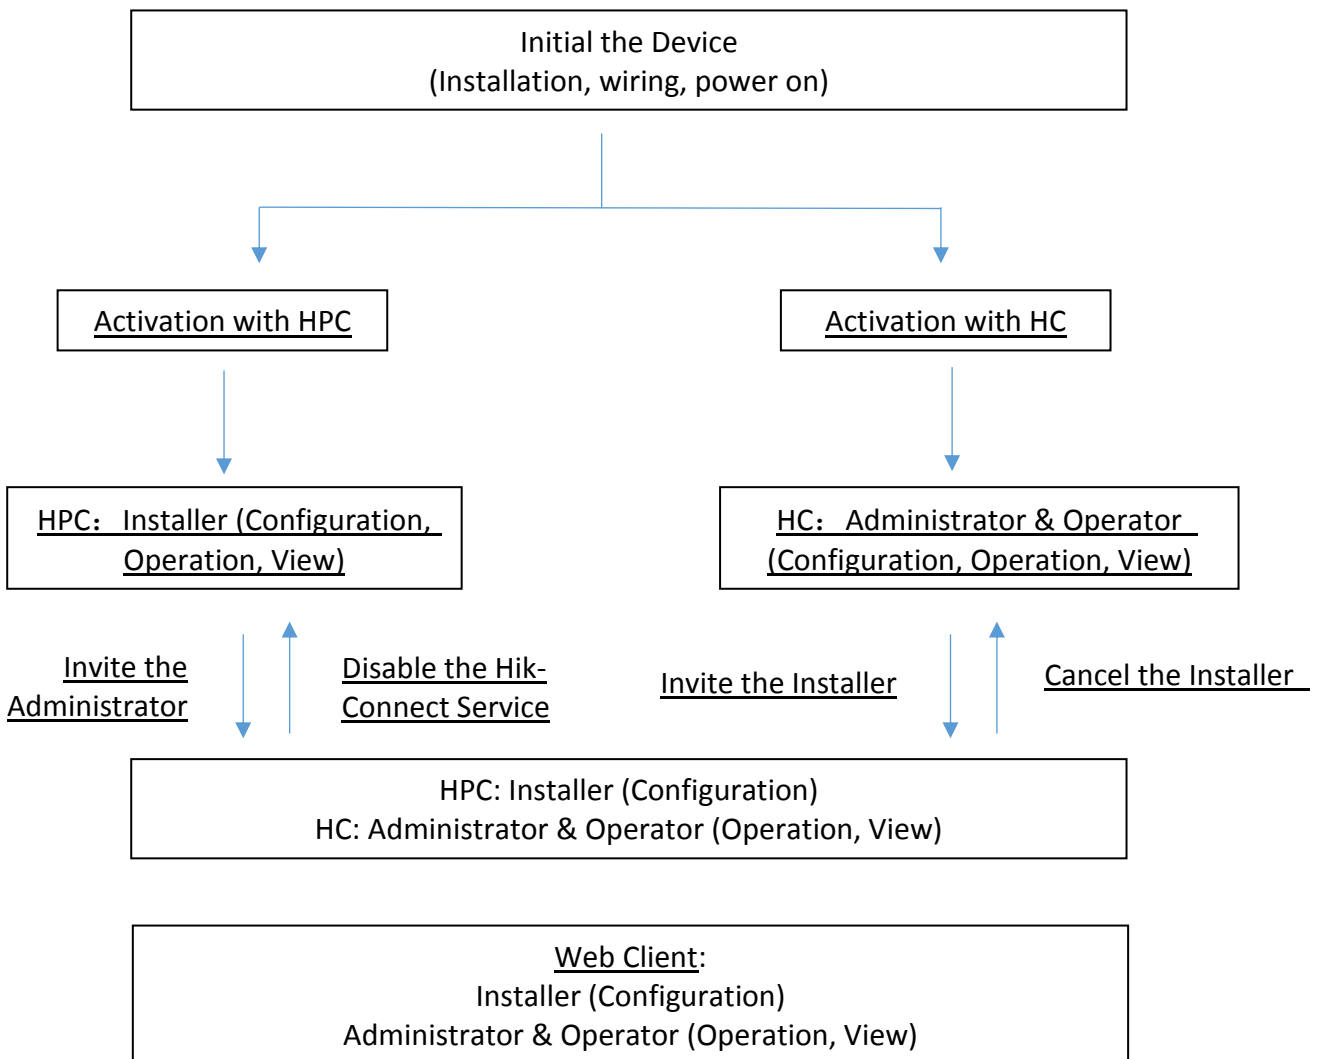 Initial the Device
(Installation, wiring, power on)
Activation with HPC
Activation with HC
HPC： Installer (Configuration,
Operation, View)
HC： Administrator & Operator
(Configuration, Operation, View)
Invite the
Administrator
Disable the Hik-
Connect Service
Invite the Installer
Cancel the Installer
HPC: Installer (Configuration)
HC: Administrator & Operator (Operation, View)
Web Client:
Installer (Configuration)
Administrator & Operator (Operation, View)